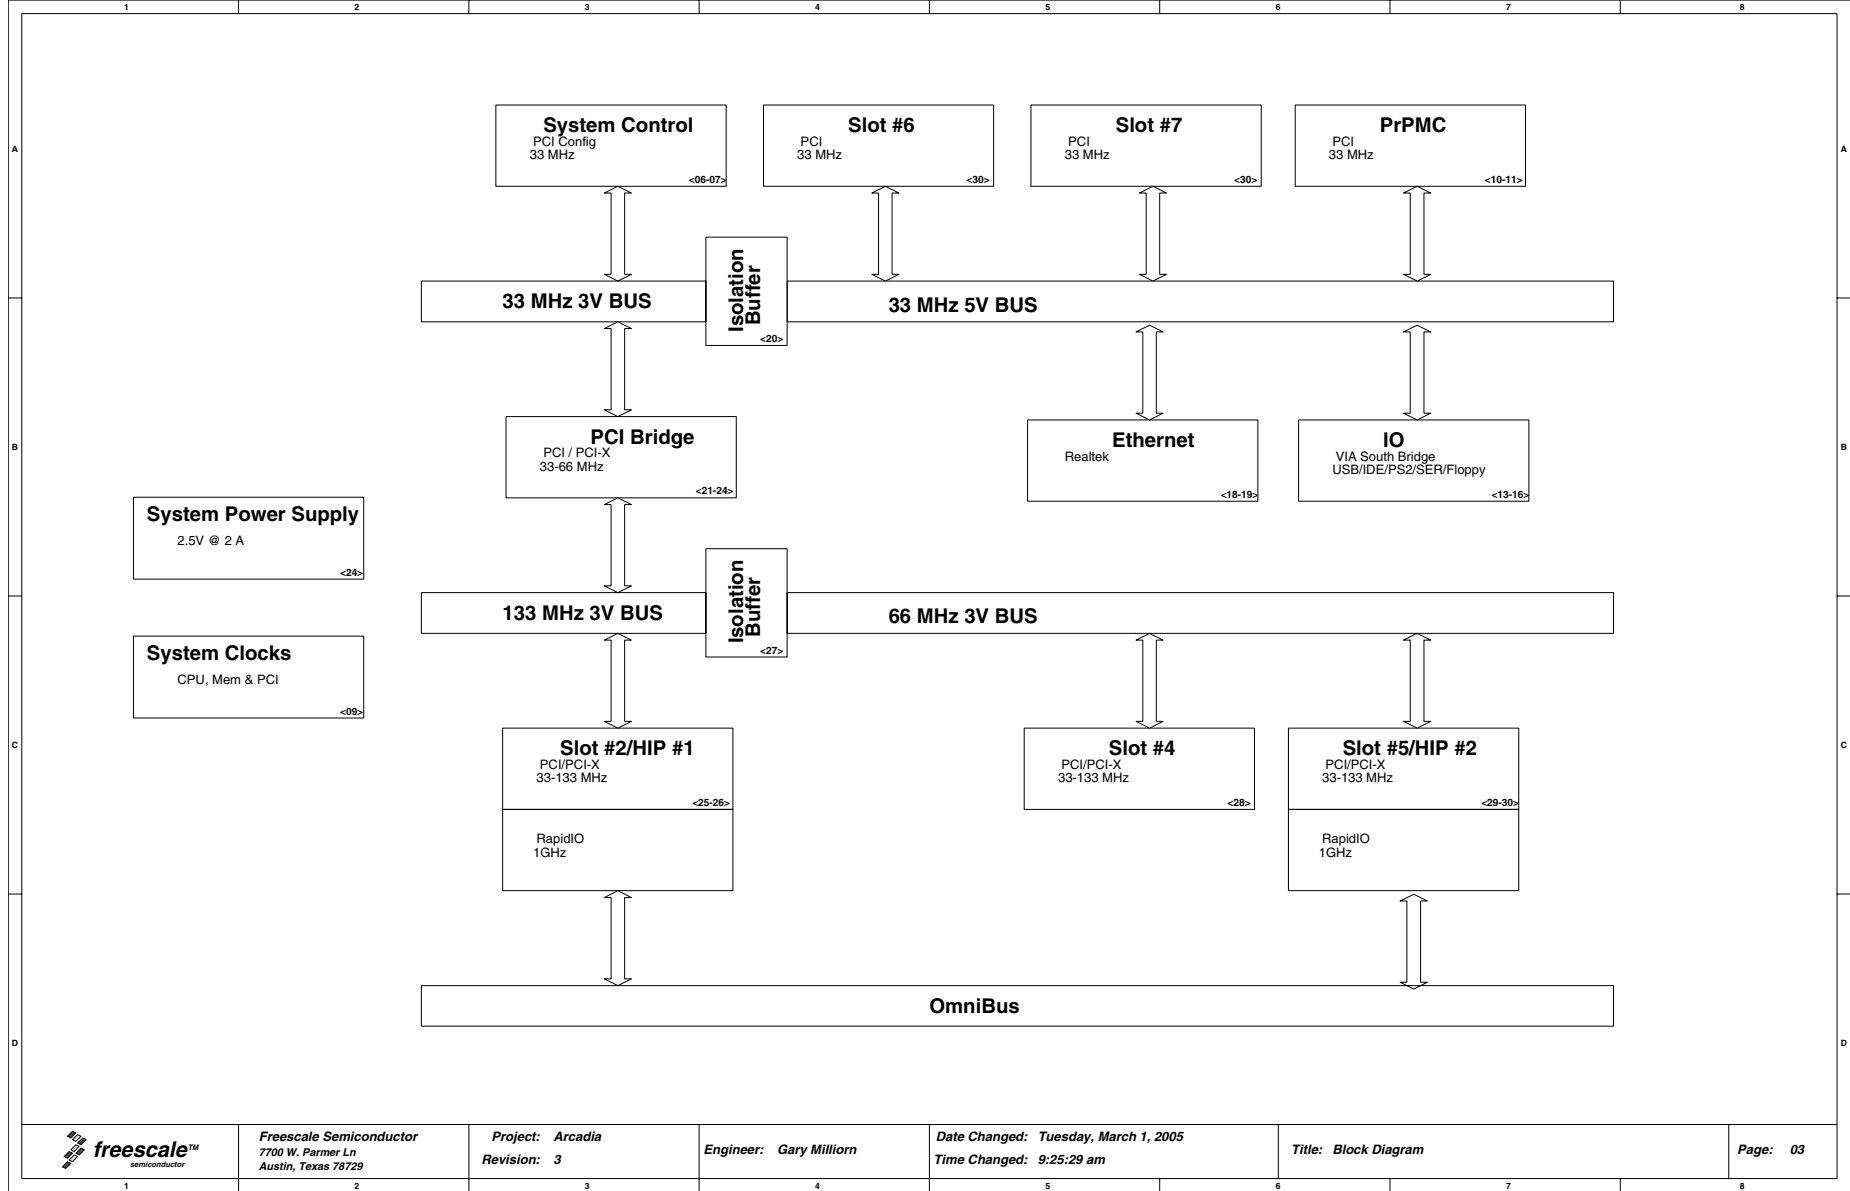 1 2 3 4 5 6 7 8
A A
System Control
PCI Config
33 MHz
<06-07>
Slot #6
PCI
33 MHz
<30>
Slot #7
PCI
33 MHz
<30>
PrPMC
PCI
33 MHz
<10-11>
33 MHz 3V BUS
Isolation
Buffer
<20>
33 MHz 5V BUS
B B
PCI Bridge
PCI / PCI-X
33-66 MHz
<21-24>
Ethernet
Realtek
<18-19>
IO
VIA South Bridge
USB/IDE/PS2/SER/Floppy
<13-16>
System Power Supply
2.5V @ 2 A
<24>
133 MHz 3V BUS
Isolation
Buffer
<27>
66 MHz 3V BUS
System Clocks
CPU, Mem & PCI
<09>
C C
Slot #2/HIP #1
PCI/PCI-X
33-133 MHz
<25-26>
RapidIO
1GHz
Slot #4
PCI/PCI-X
33-133 MHz
<28>
Slot #5/HIP #2
PCI/PCI-X
33-133 MHz
<29-30>
RapidIO
1GHz
OmniBus
D D
freescale™
semiconductor
Freescale Semiconductor
7700 W. Parmer Ln
Austin, Texas 78729
Project: Arcadia
Revision: 3
Engineer: Gary Milliorn
Date Changed: Tuesday, March 1, 2005
Time Changed: 9:25:29 am
Title: Block Diagram
Page: 03
1 2 3 4 5 6 7 8